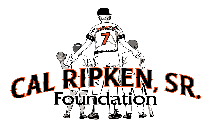 7
CAL RIPKEN, SR.
Foundation